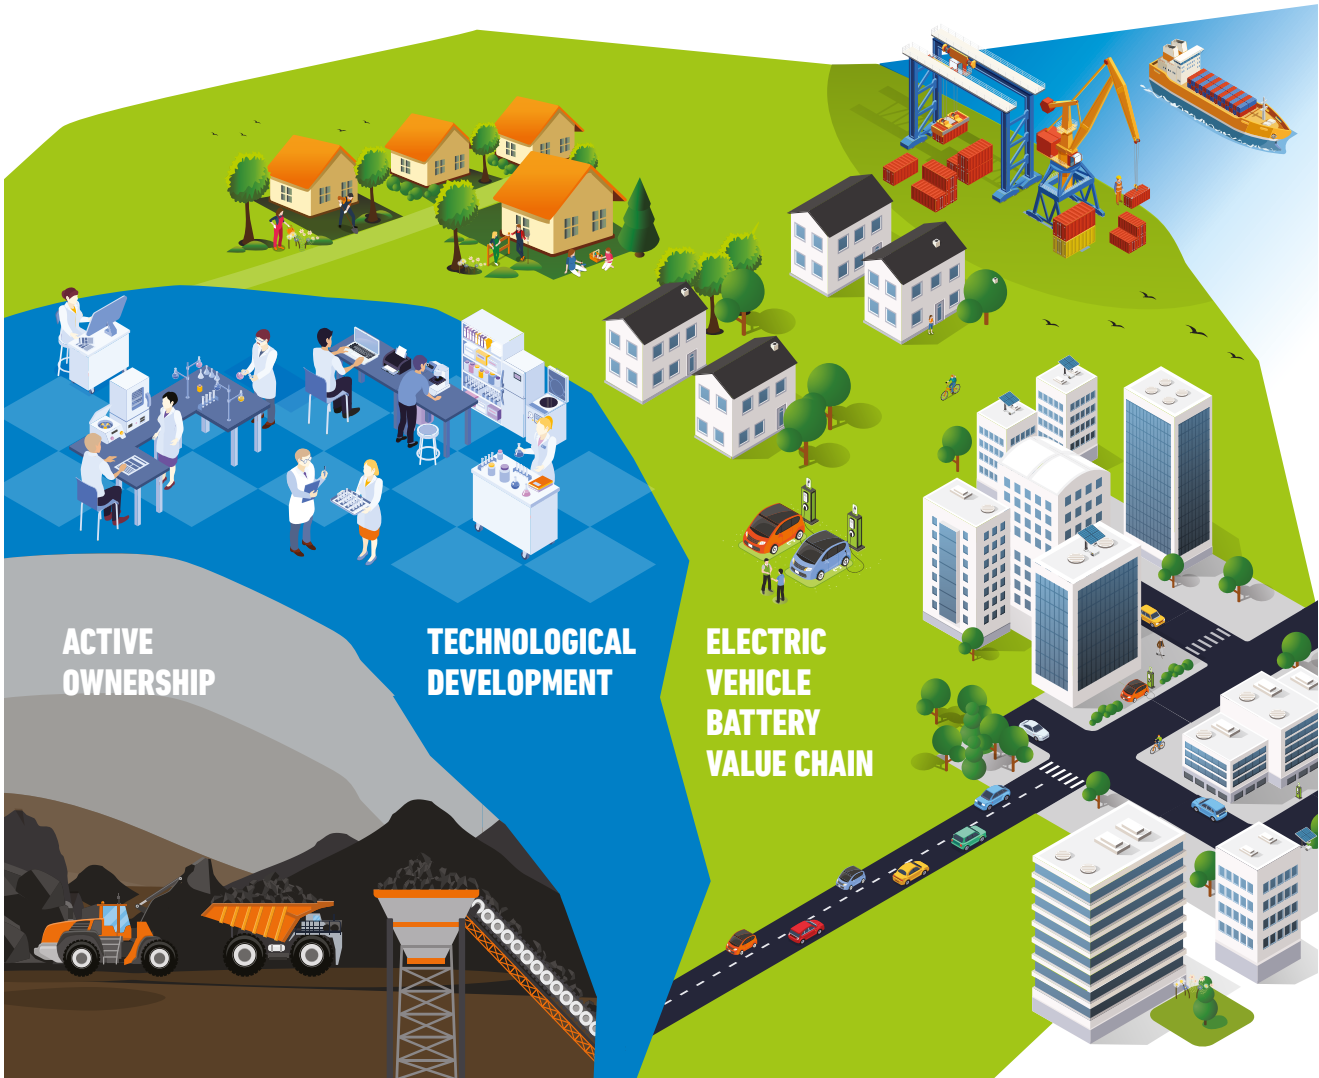 ACTIVE
OWNERSHIP
TECHNOLOGICAL
DEVELOPMENT
ELECTRIC
VEHICLE
BATTERY
VALUE CHAIN